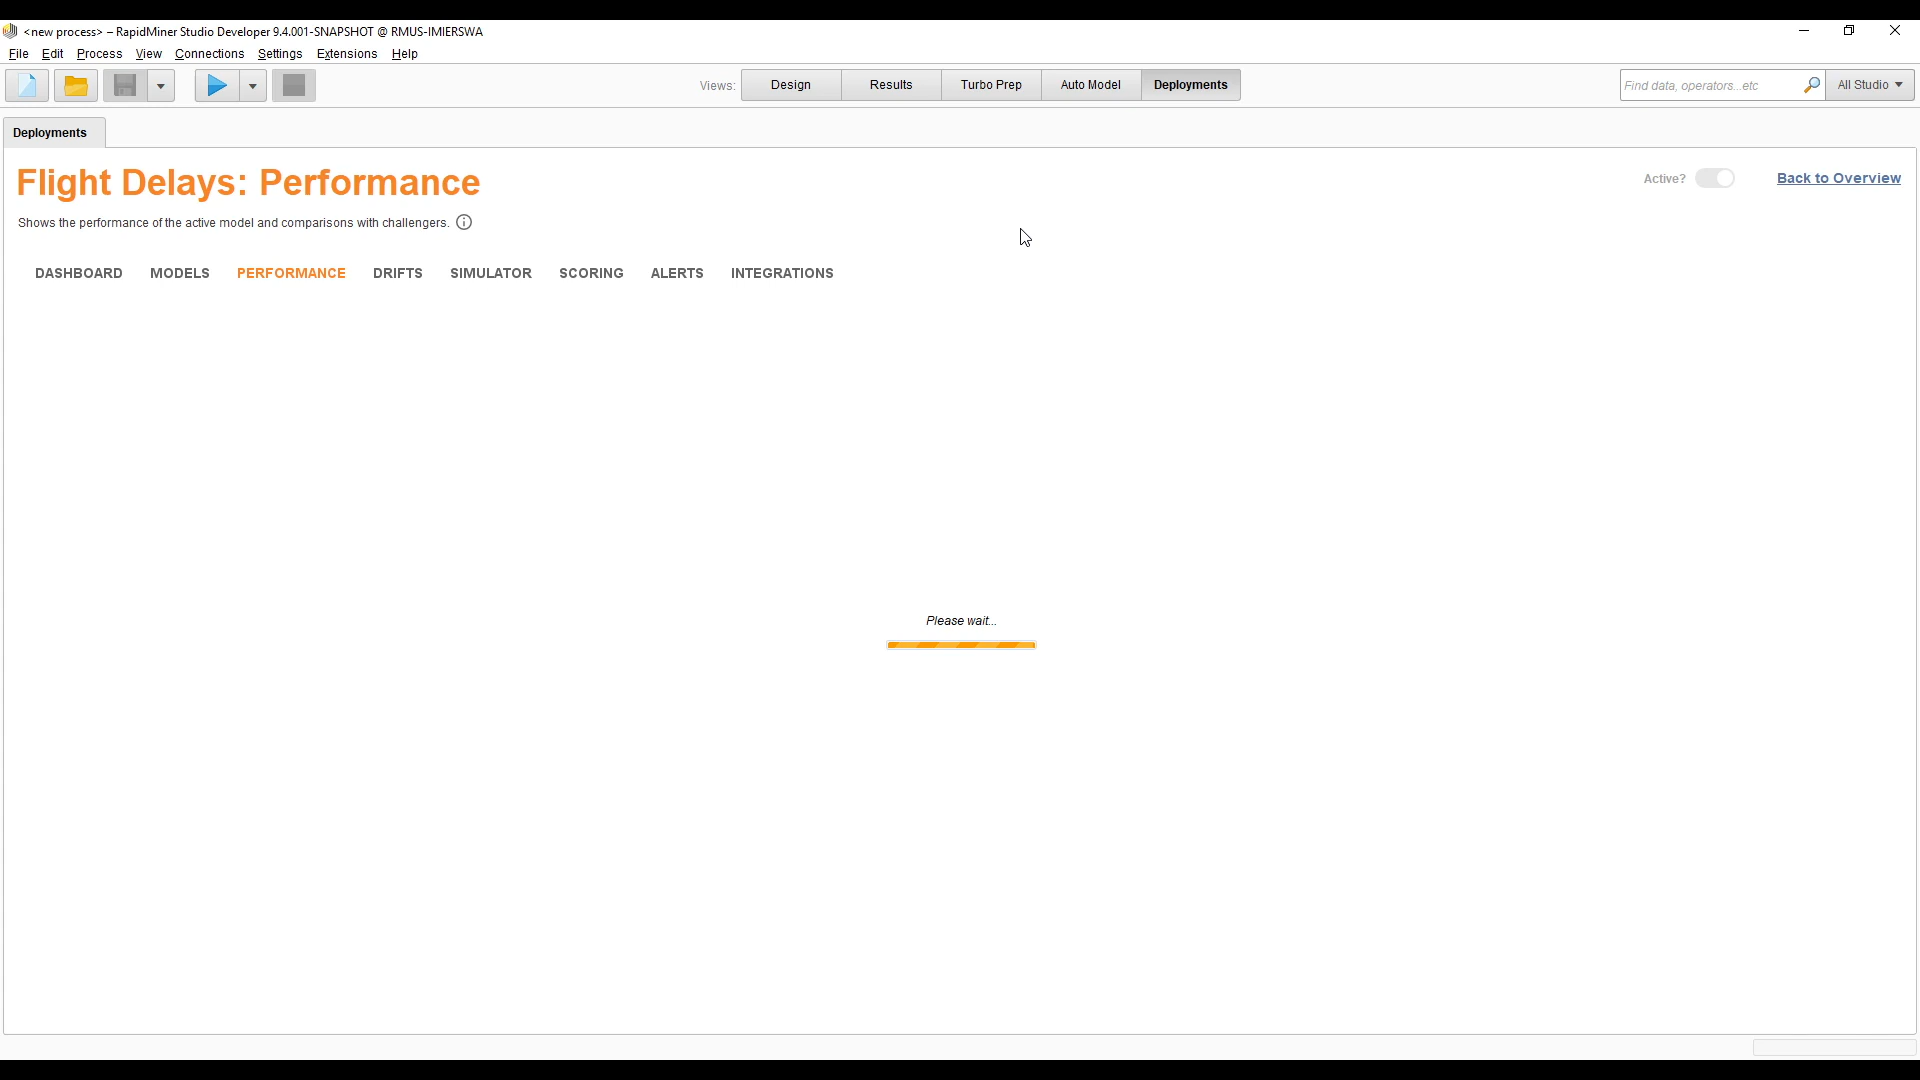 <new process> – RapidMiner Studio Developer 9.4.001-SNAPSHOT @ RMUS-IMIERSWA
File Edit Process View Connections Settings Extensions Help
Views: Design Results Turbo Prep Auto Model Deployments Find data, operators...etc All Studio
Deployments
Flight Delays: Performance
Active? Back to Overview
Shows the performance of the active model and comparisons with challengers.
DASHBOARD MODELS PERFORMANCE DRIFTS SIMULATOR SCORING ALERTS INTEGRATIONS
Please wait...